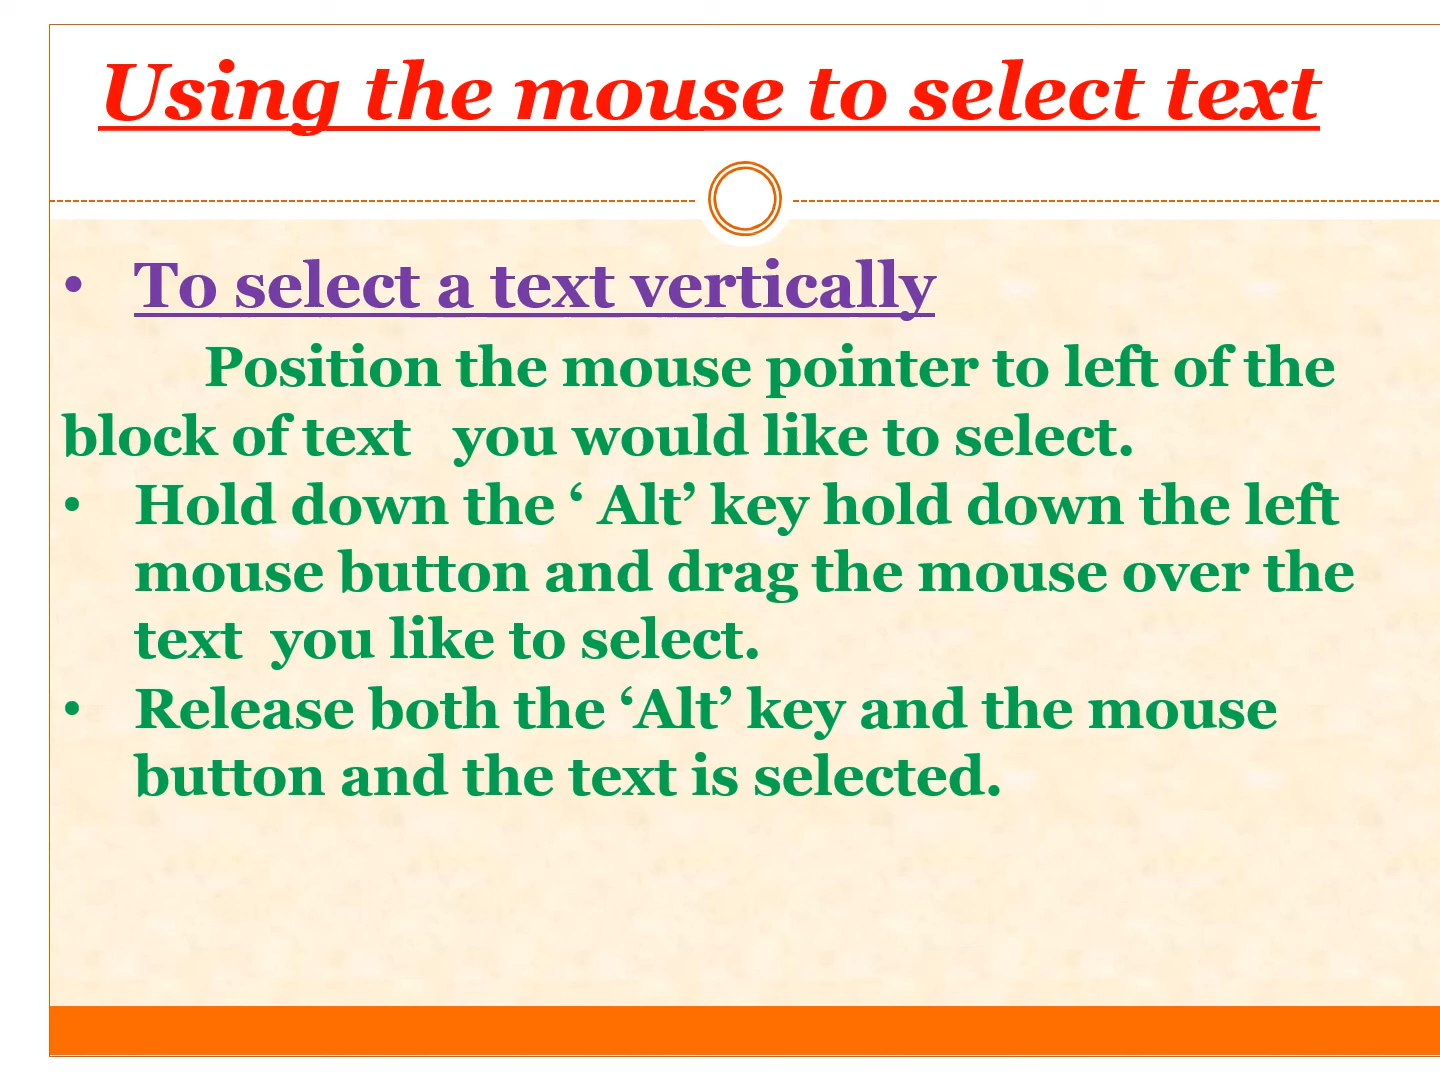 Using the mouse to select text
• To select a text vertically
Position the mouse pointer to left of the
block of text you would like to select.
• Hold down the ‘ Alt’ key hold down the left
mouse button and drag the mouse over the
text you like to select.
• Release both the ‘Alt’ key and the mouse
button and the text is selected.